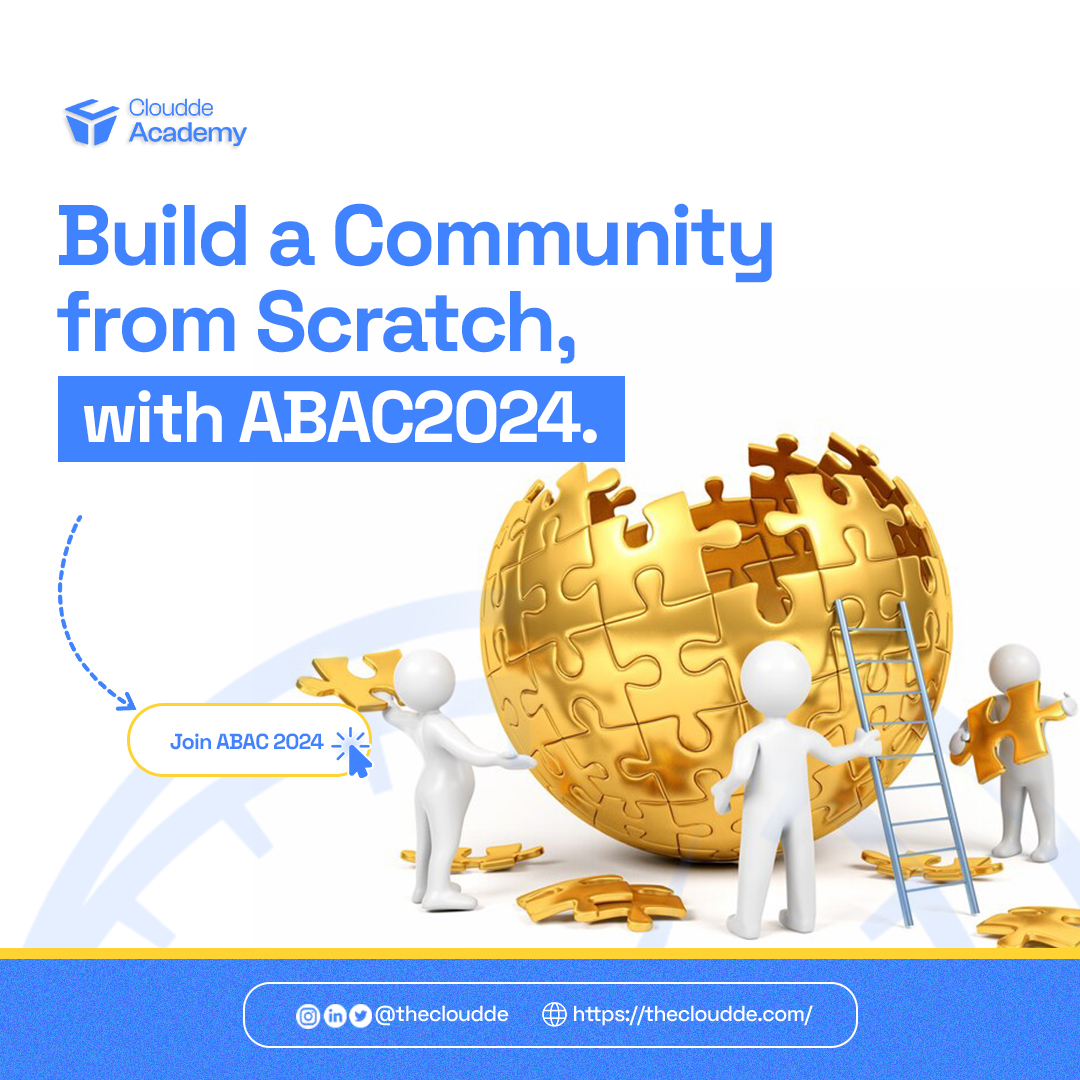 Cloudde
Academy
Build a Community
from Scratch,
with ABAC2024.
Join ABAC 2024
@thecloudde https://thecloudde.com/